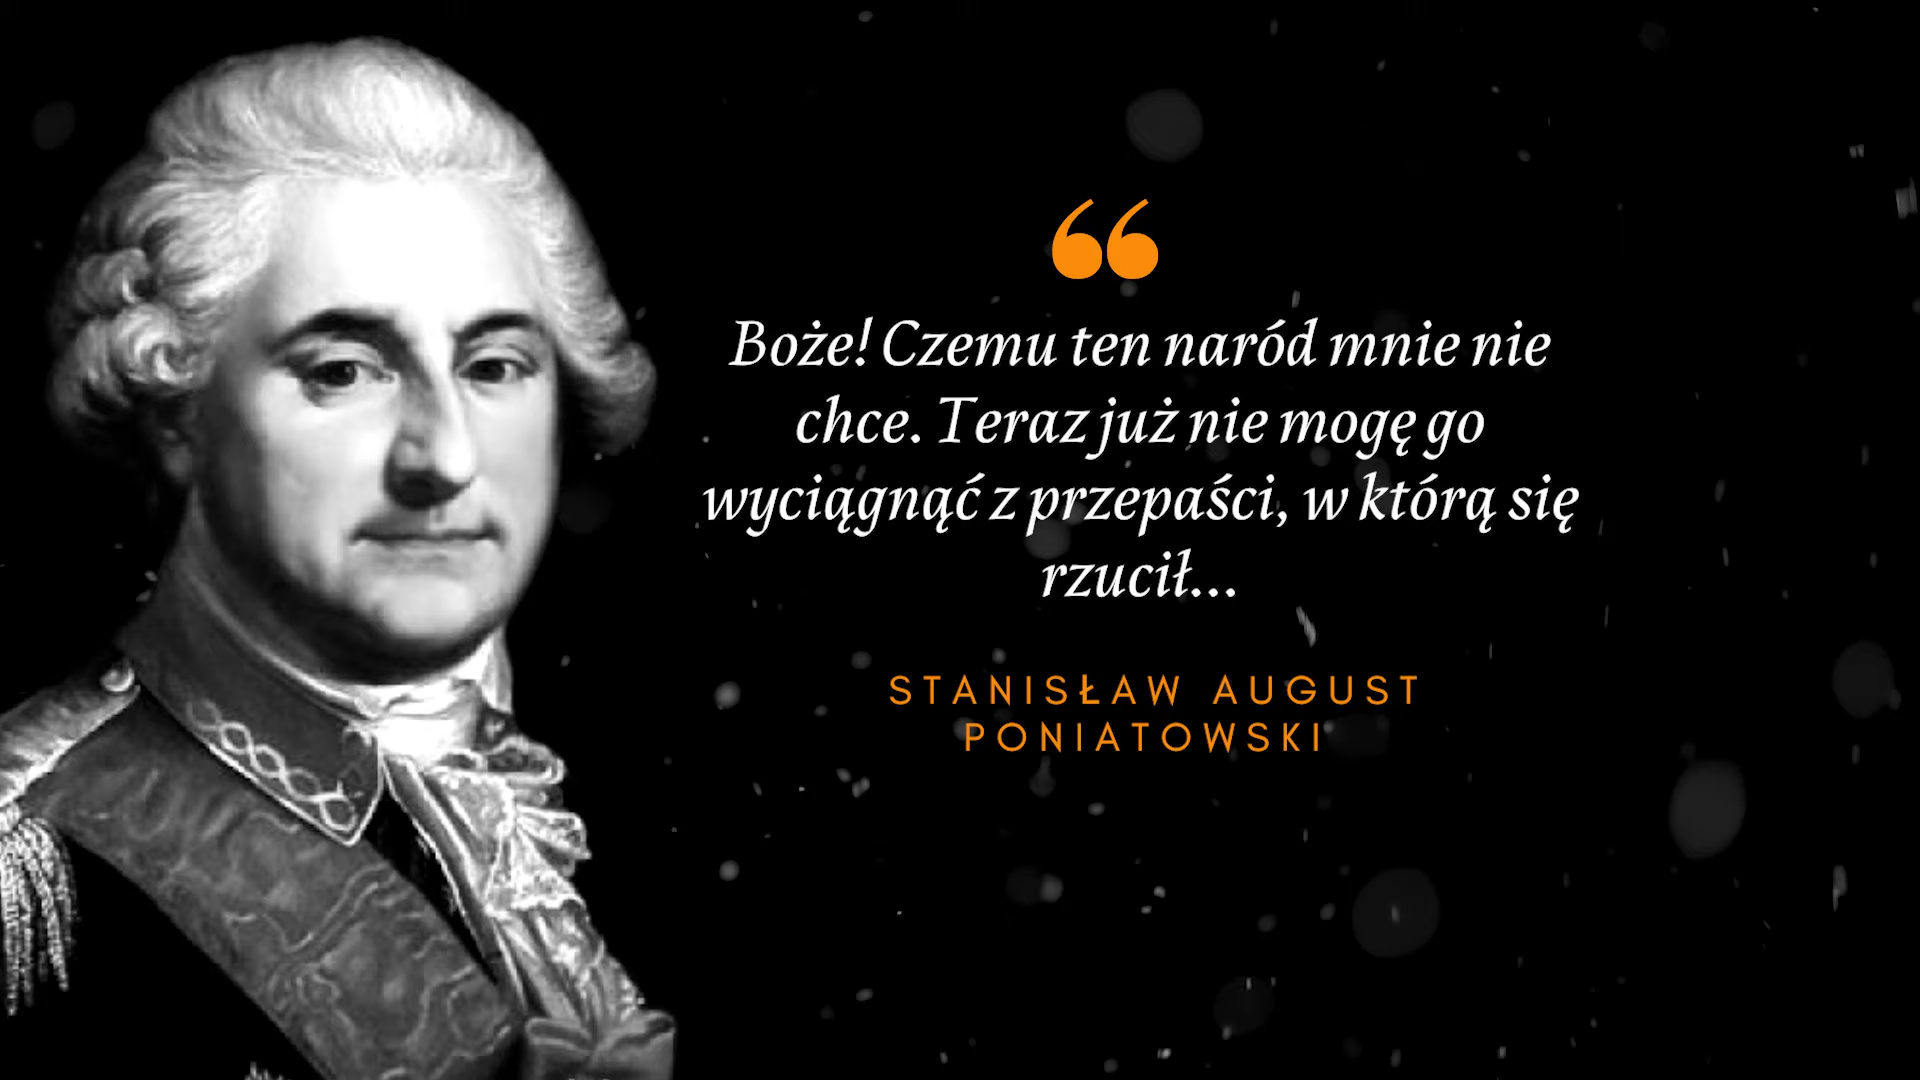 “
Boże! Czemu ten naród mnie nie
chce. Teraz już nie mogę go
wyciągnąć z przepaści, w którą się
rzucił...
STANISŁAW AUGUST
PONIATOWSKI